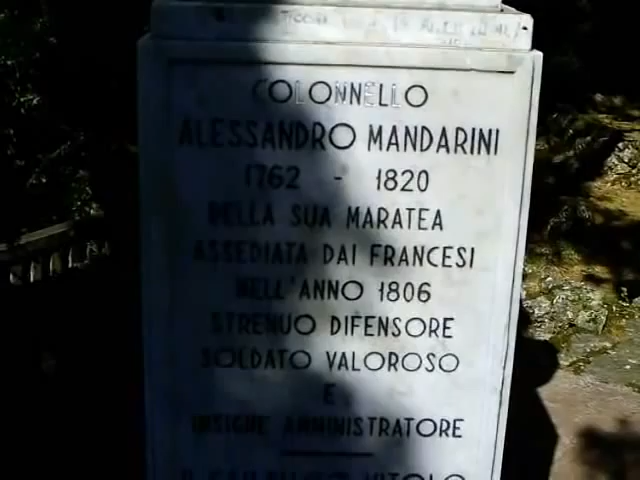 COLONNELLO
ALESSANDRO MANDARINI
1762 - 1820
DELLA SUA MARATEA
ASSEDIATA DAI FRANCESI
NELL'ANNO 1806
STRENUO DIFENSORE
SOLDATO VALOROSO
E
INSIGNE AMMINISTRATORE
VITOLO